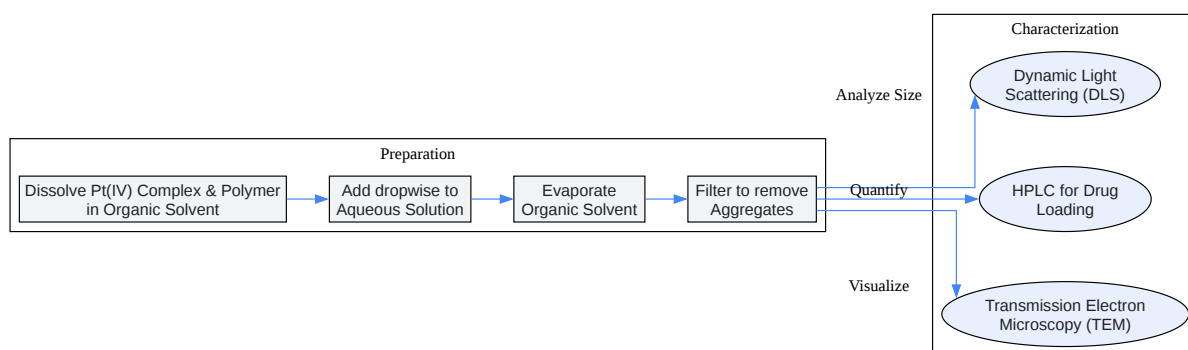 Characterization
Dynamic Light
Scattering (DLS)
Analyze Size
Preparation
Dissolve Pt(IV) Complex & Polymer
in Organic Solvent
Add dropwise to
Aqueous Solution
Evaporate
Organic Solvent
Filter to remove
Aggregates
Quantify
HPLC for Drug
Loading
Visualize
Transmission Electron
Microscopy (TEM)